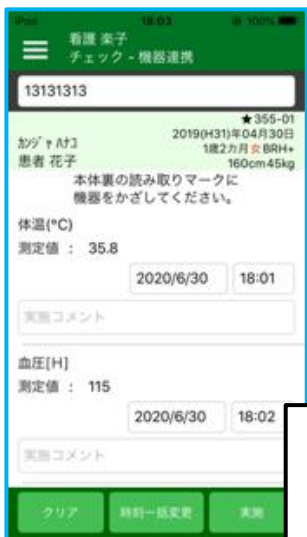 iPod 18:03 100%
看護 楽子
チェック - 機器連携
13131313
★355-01
2019(H31)年04月30日
ｶﾝｼﾞｬ ﾊﾅｺ
1歳2カ月 女 BRH+
患者 花子
160cm45kg
本体裏の読み取りマークに
機器をかざしてください。
体温(°C)
測定値 : 35.8
2020/6/30 18:01
実施コメント
血圧[H]
測定値 : 115
2020/6/30 18:02
実施コメント
クリア 時刻一括変更 実施